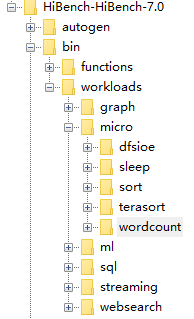 HiBench-HiBench-7.0
autogen
bin
functions
workloads
graph
micro
dfsioe
sleep
sort
terasort
wordcount
ml
sql
streaming
websearch